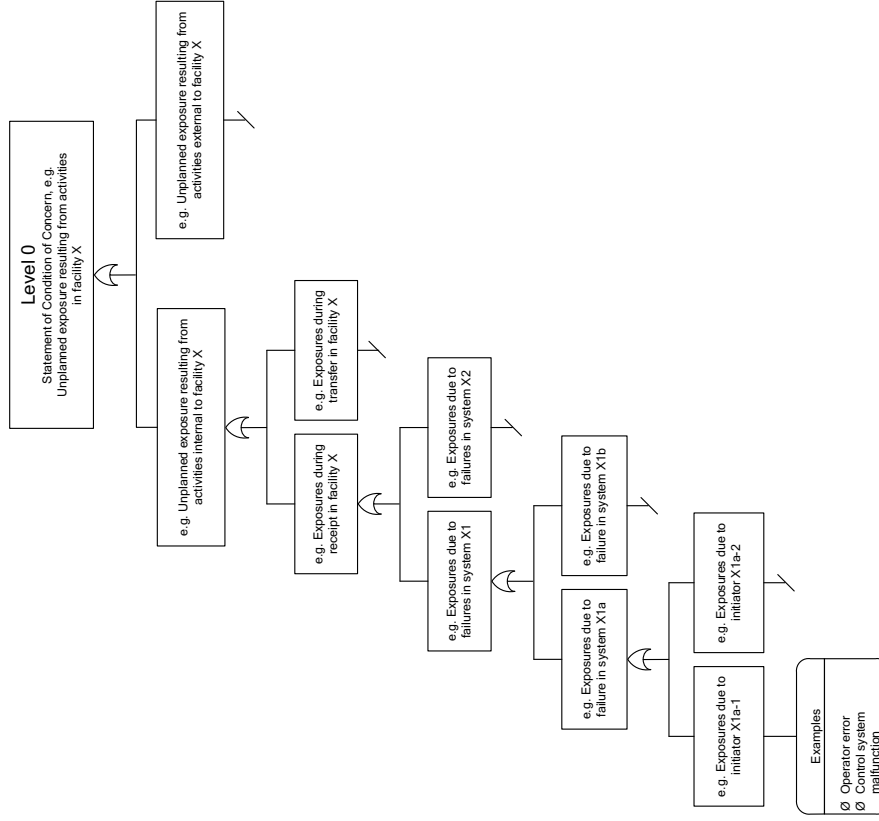 Level 0
Statement of Condition of Concern, e.g.
Unplanned exposure resulting from activities
in facility X
e.g. Unplanned exposure resulting from
activities internal to facility X
e.g. Unplanned exposure resulting from
activities external to facility X
e.g. Exposures during
receipt in facility X
e.g. Exposures during
transfer in facility X
e.g. Exposures due to
failures in system X1
e.g. Exposures due to
failures in system X2
e.g. Exposures due to
failure in system X1a
e.g. Exposures due to
failure in system X1b
e.g. Exposures due to
initiator X1a-1
e.g. Exposures due to
initiator X1a-2
Examples
Ø Operator error
Ø Control system
malfunction